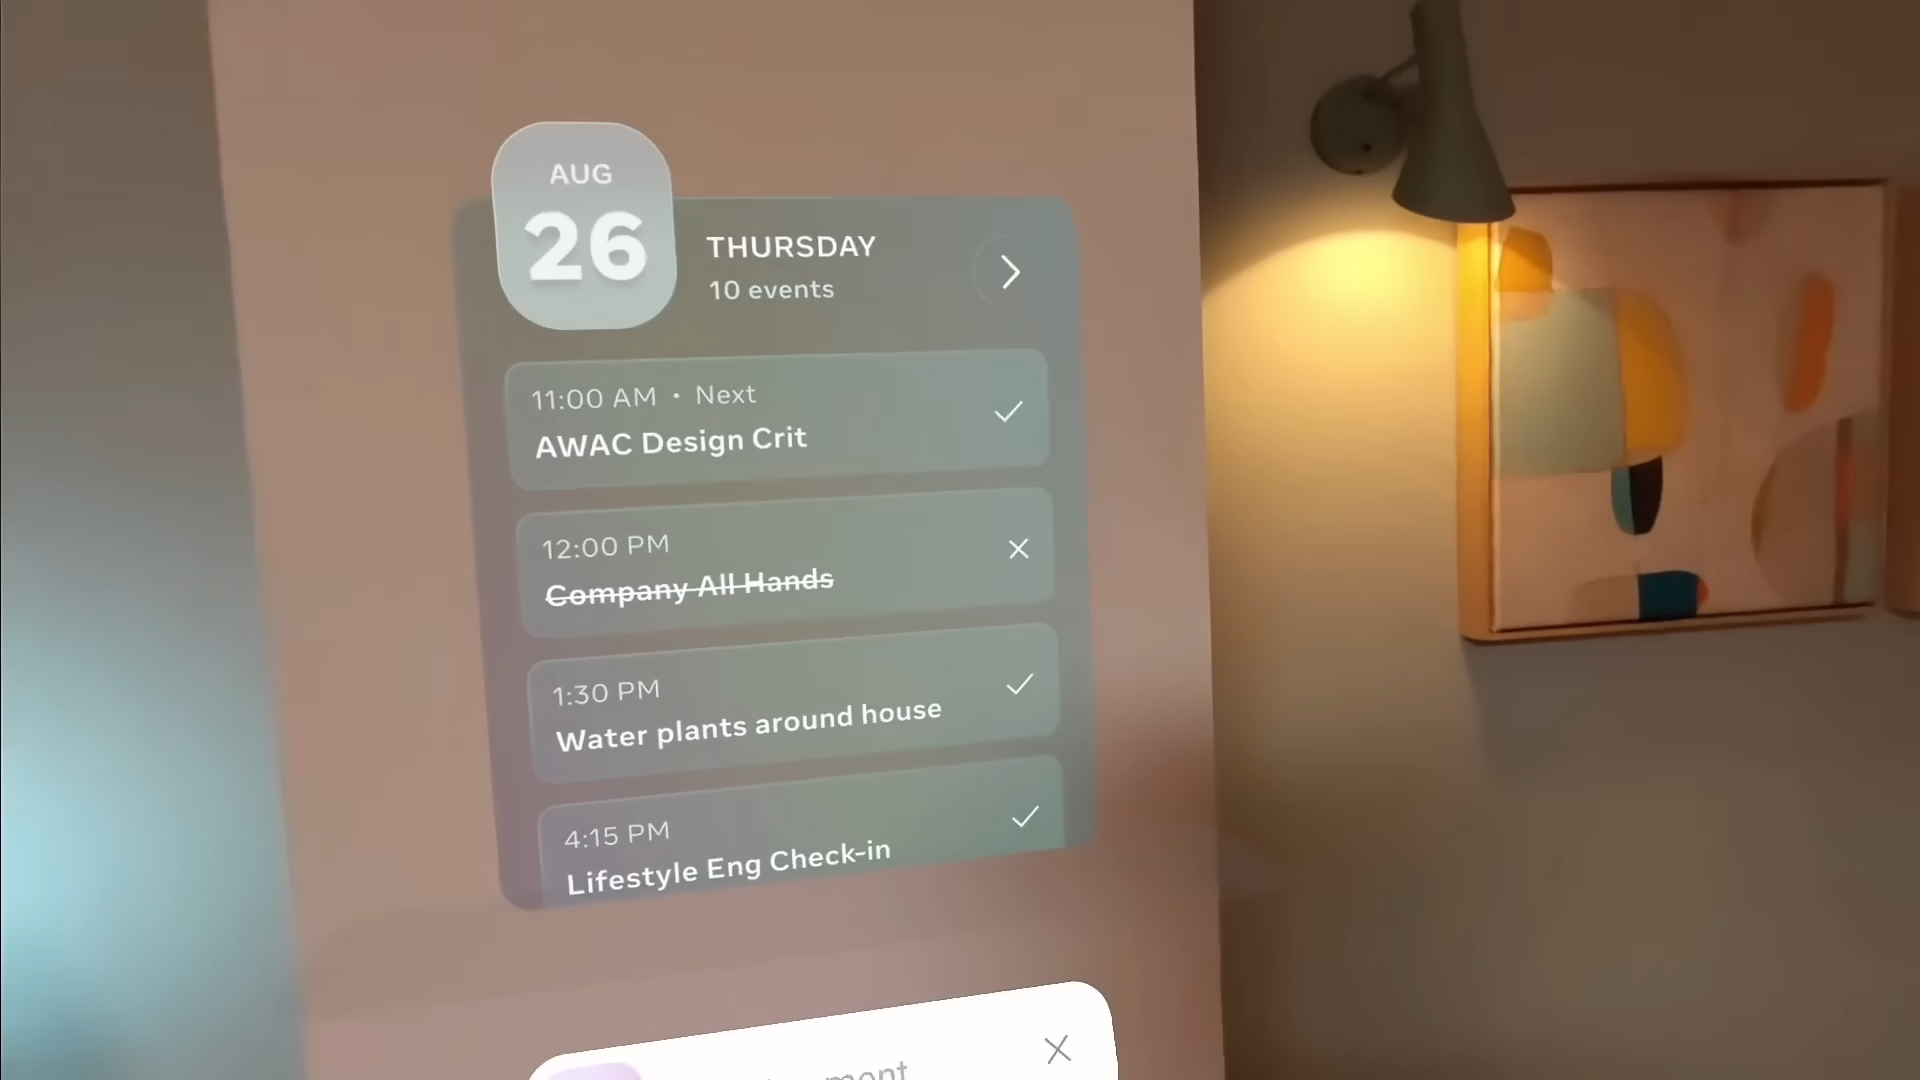 AUG
26
THURSDAY
10 events
11:00 AM • Next
AWAC Design Crit
12:00 PM
Company All Hands
1:30 PM
Water plants around house
4:15 PM
Lifestyle Eng Check-in